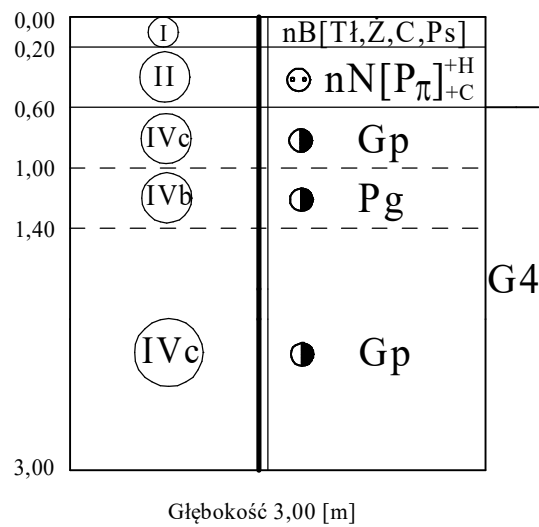 0,00 I nB[Tł,Ż,C,Ps]
0,20
II nN[Pπ]+H +C
0,60
IVc Gp
1,00
IVb Pg
1,40
G4
IVc Gp
3,00
Głębokość 3,00 [m]